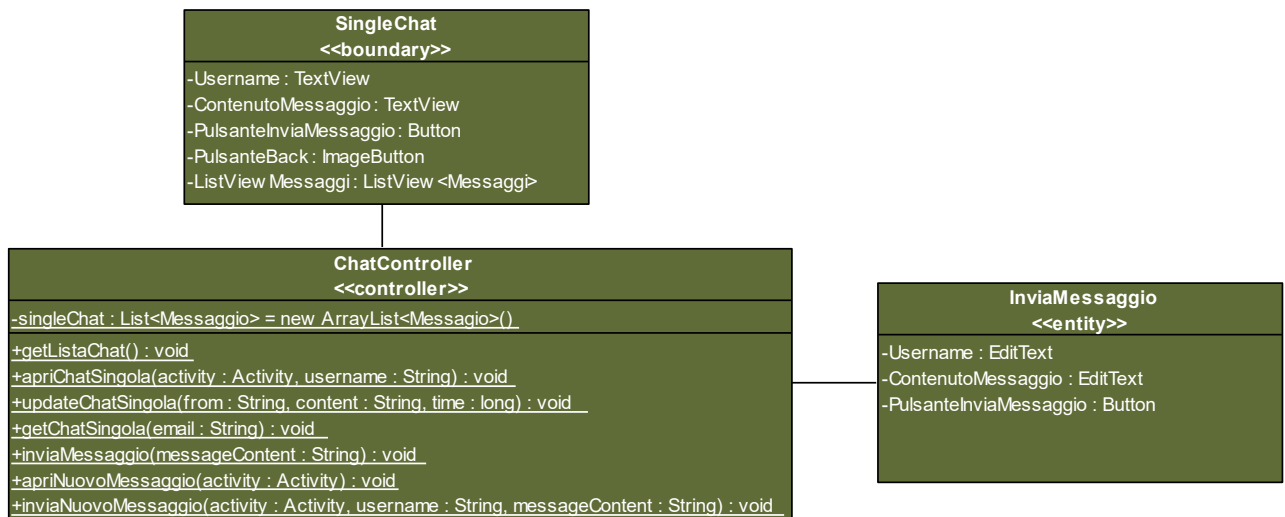 SingleChat
<<boundary>>
-Username : TextView
-ContenutoMessaggio : TextView
-PulsanteInviaMessaggio : Button
-PulsanteBack : ImageButton
-ListView Messaggi : ListView <Messaggi>
ChatController
<<controller>>
-singleChat : List<Messaggio> = new ArrayList<Messagio>()
+getListaChat() : void
+apriChatSingola(activity : Activity, username : String) : void
+updateChatSingola(from : String, content : String, time : long) : void
+getChatSingola(email : String) : void
+inviaMessaggio(messageContent : String) : void
+apriNuovoMessaggio(activity : Activity) : void
+inviaNuovoMessaggio(activity : Activity, username : String, messageContent : String) : void
InviaMessaggio
<<entity>>
-Username : EditText
-ContenutoMessaggio : EditText
-PulsanteInviaMessaggio : Button